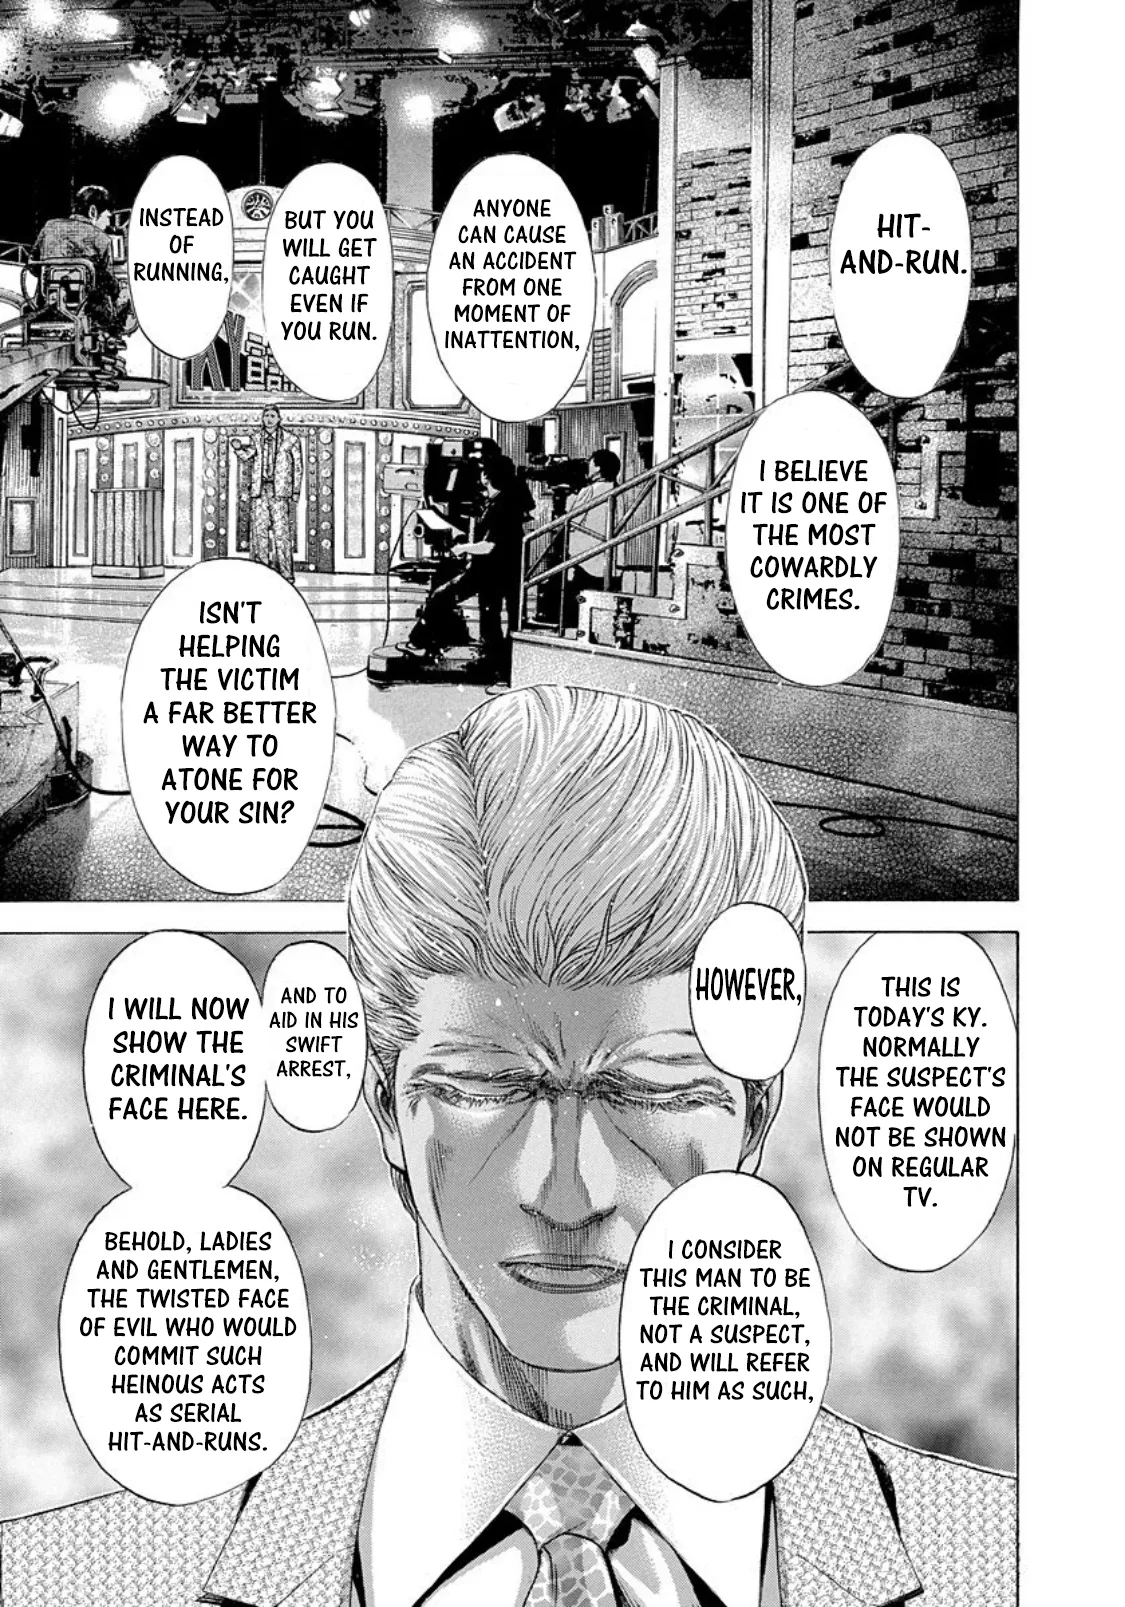 HIT-
AND-RUN.
I BELIEVE
IT IS ONE OF
THE MOST
COWARDLY
CRIMES.
ANYONE
CAN CAUSE
AN ACCIDENT
FROM ONE
MOMENT OF
INATTENTION,
BUT YOU
WILL GET
CAUGHT
EVEN IF
YOU RUN.
INSTEAD
OF
RUNNING,
KY
ISN'T
HELPING
THE VICTIM
A FAR BETTER
WAY TO
ATONE FOR
YOUR SIN?
THIS IS
TODAY'S KY.
NORMALLY
THE SUSPECT'S
FACE WOULD
NOT BE SHOWN
ON REGULAR
TV.
HOWEVER,
I CONSIDER
THIS MAN TO BE
THE CRIMINAL,
NOT A SUSPECT,
AND WILL REFER
TO HIM AS SUCH,
AND TO
AID IN HIS
SWIFT
ARREST,
I WILL NOW
SHOW THE
CRIMINAL'S
FACE HERE.
BEHOLD, LADIES
AND GENTLEMEN,
THE TWISTED FACE
OF EVIL WHO WOULD
COMMIT SUCH
HEINOUS ACTS
AS SERIAL
HIT-AND-RUNS.